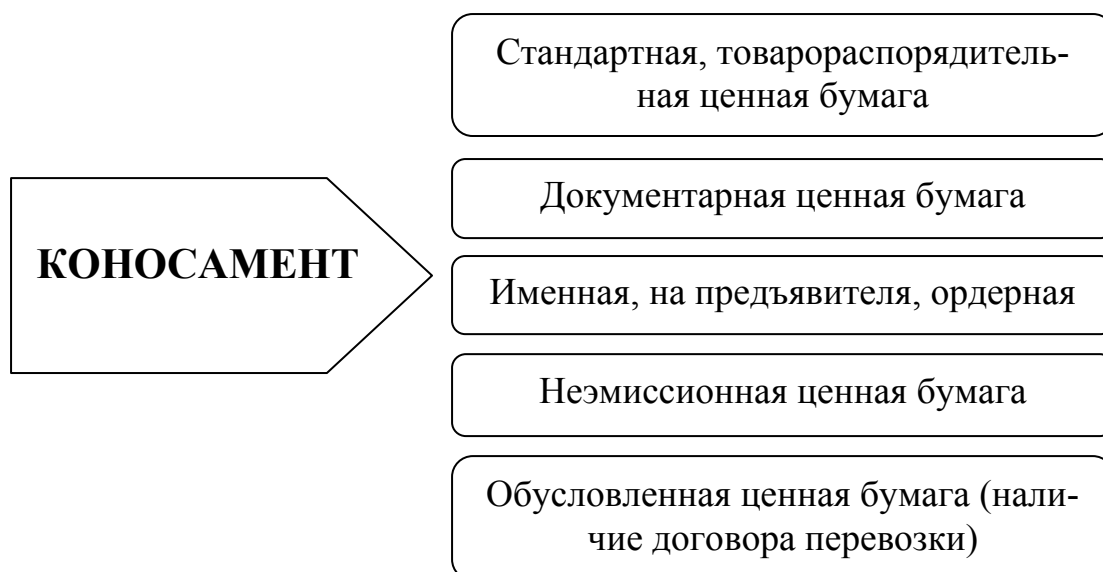 Стандартная, товарораспорядитель-
ная ценная бумага
Документарная ценная бумага
КОНОСАМЕНТ
Именная, на предъявителя, ордерная
Неэмиссионная ценная бумага
Обусловленная ценная бумага (нали-
чие договора перевозки)